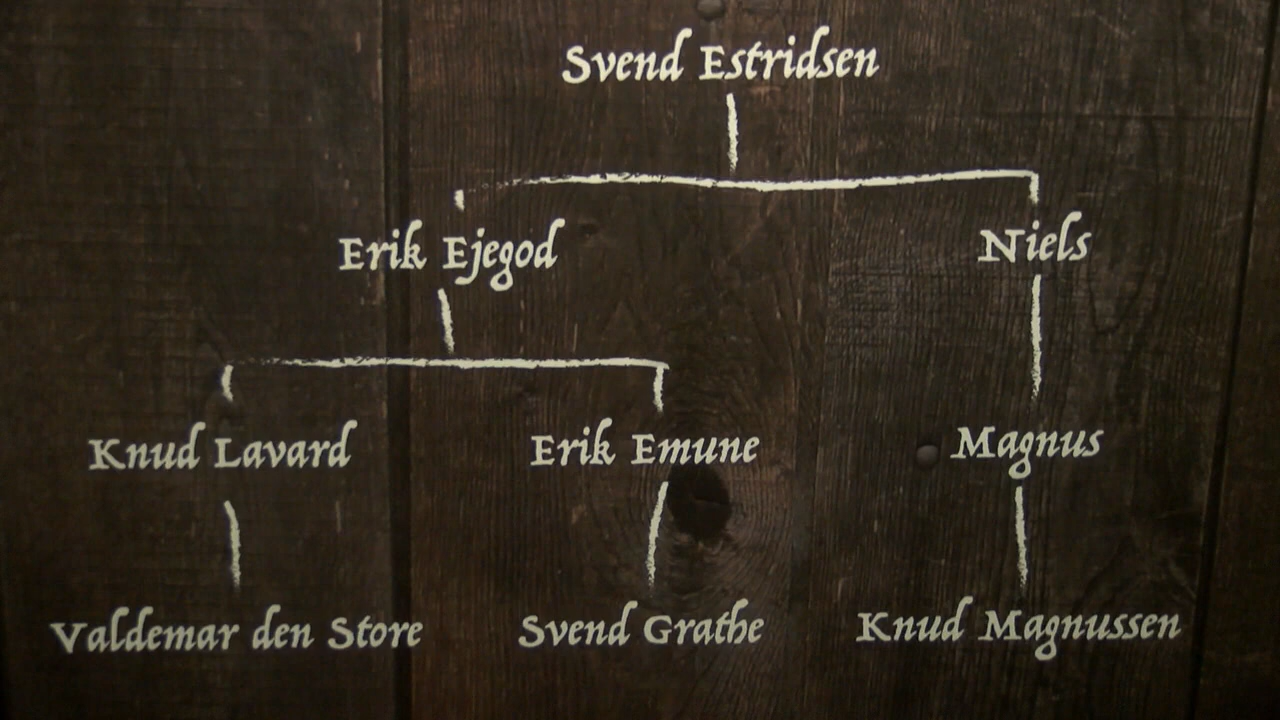 Svend Estridsen
Erik Ejegod
Niels
Knud Lavard
Erik Emune
Magnus
Valdemar den Store
Svend Grathe
Knud Magnussen